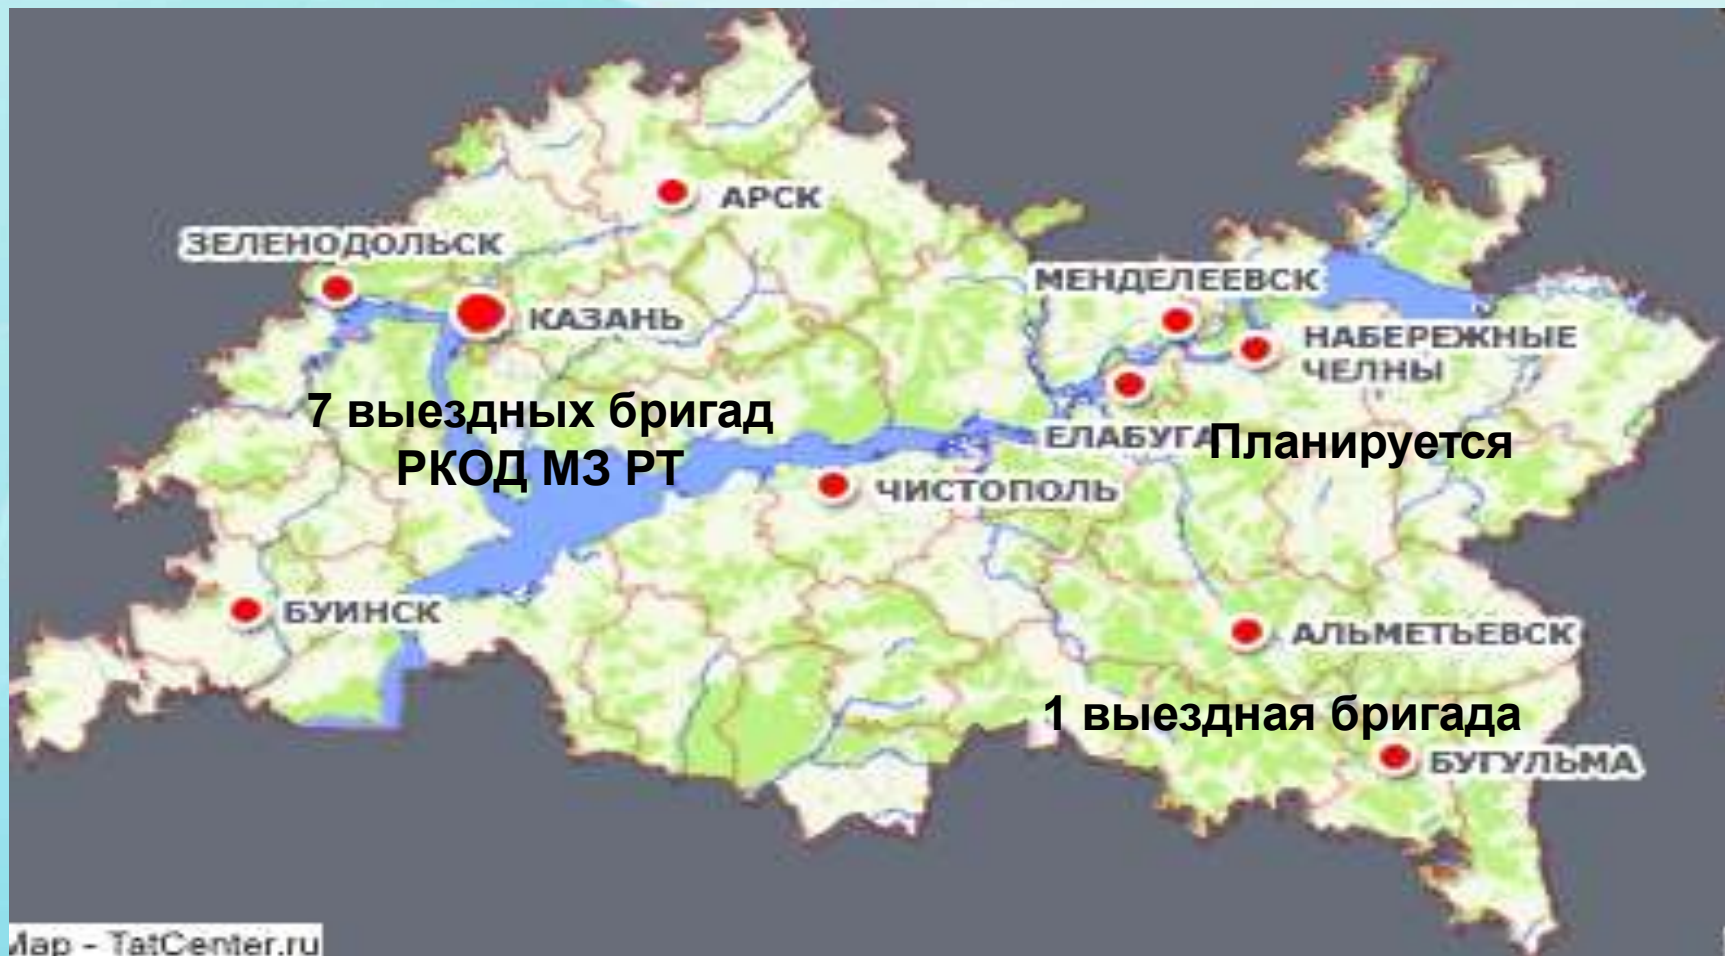 АРСК
ЗЕЛЕНОДОЛЬСК
МЕНДЕЛЕЕВСК
КАЗАНЬ
НАБЕРЕЖНЫЕ
ЧЕЛНЫ
7 выездных бригад
РКОД МЗ РТ
ЕЛАБУГА
Планируется
ЧИСТОПОЛЬ
БУИНСК
АЛЬМЕТЬЕВСК
1 выездная бригада
БУГУЛЬМА
Map - TatCenter.ru